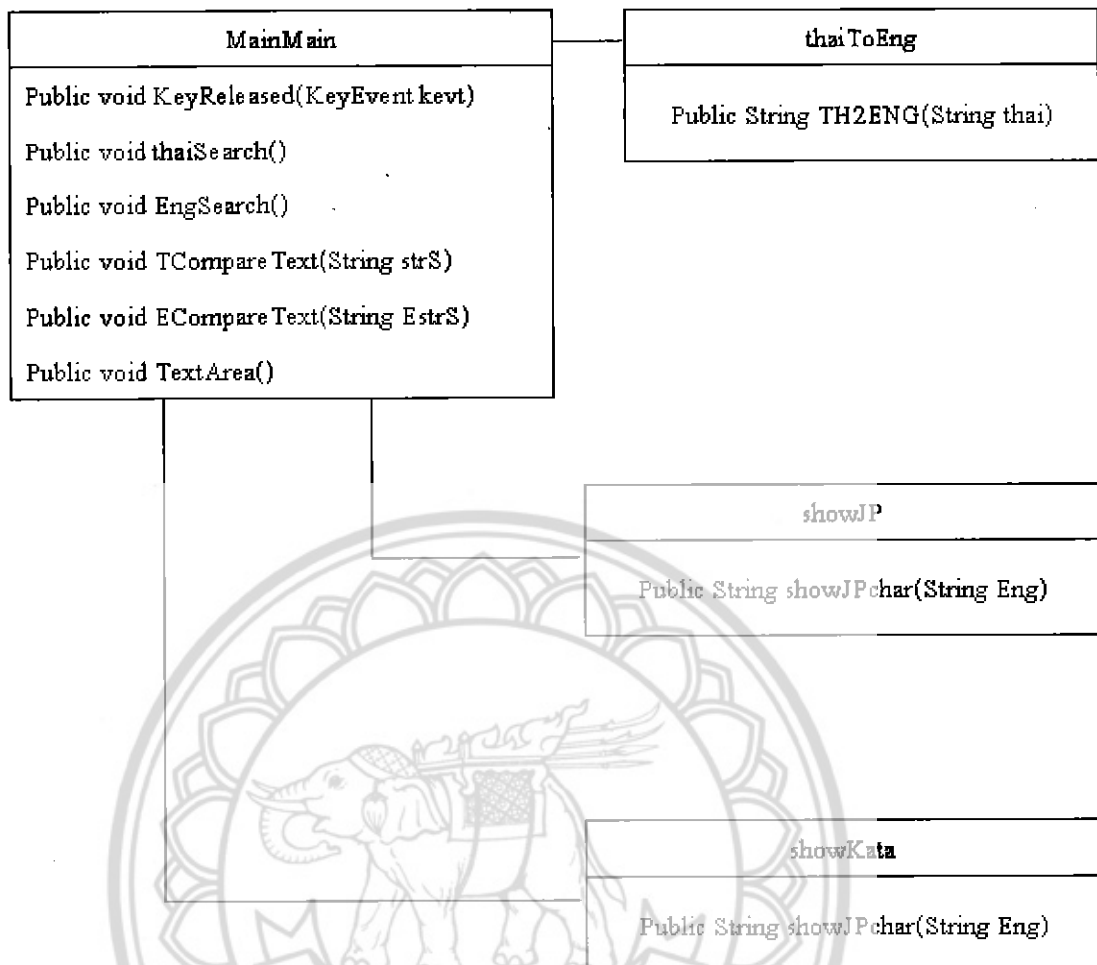 MainMain
Public void KeyReleased(KeyEvent kevt)
Public void thaiSearch()
Public void EngSearch()
Public void TCompareText(String strS)
Public void ECompareText(String EstrS)
Public void TextArea()
thaiToEng
Public String TH2ENG(String thai)
showJP
Public String showJPchar(String Eng)
showKata
Public String showJPchar(String Eng)